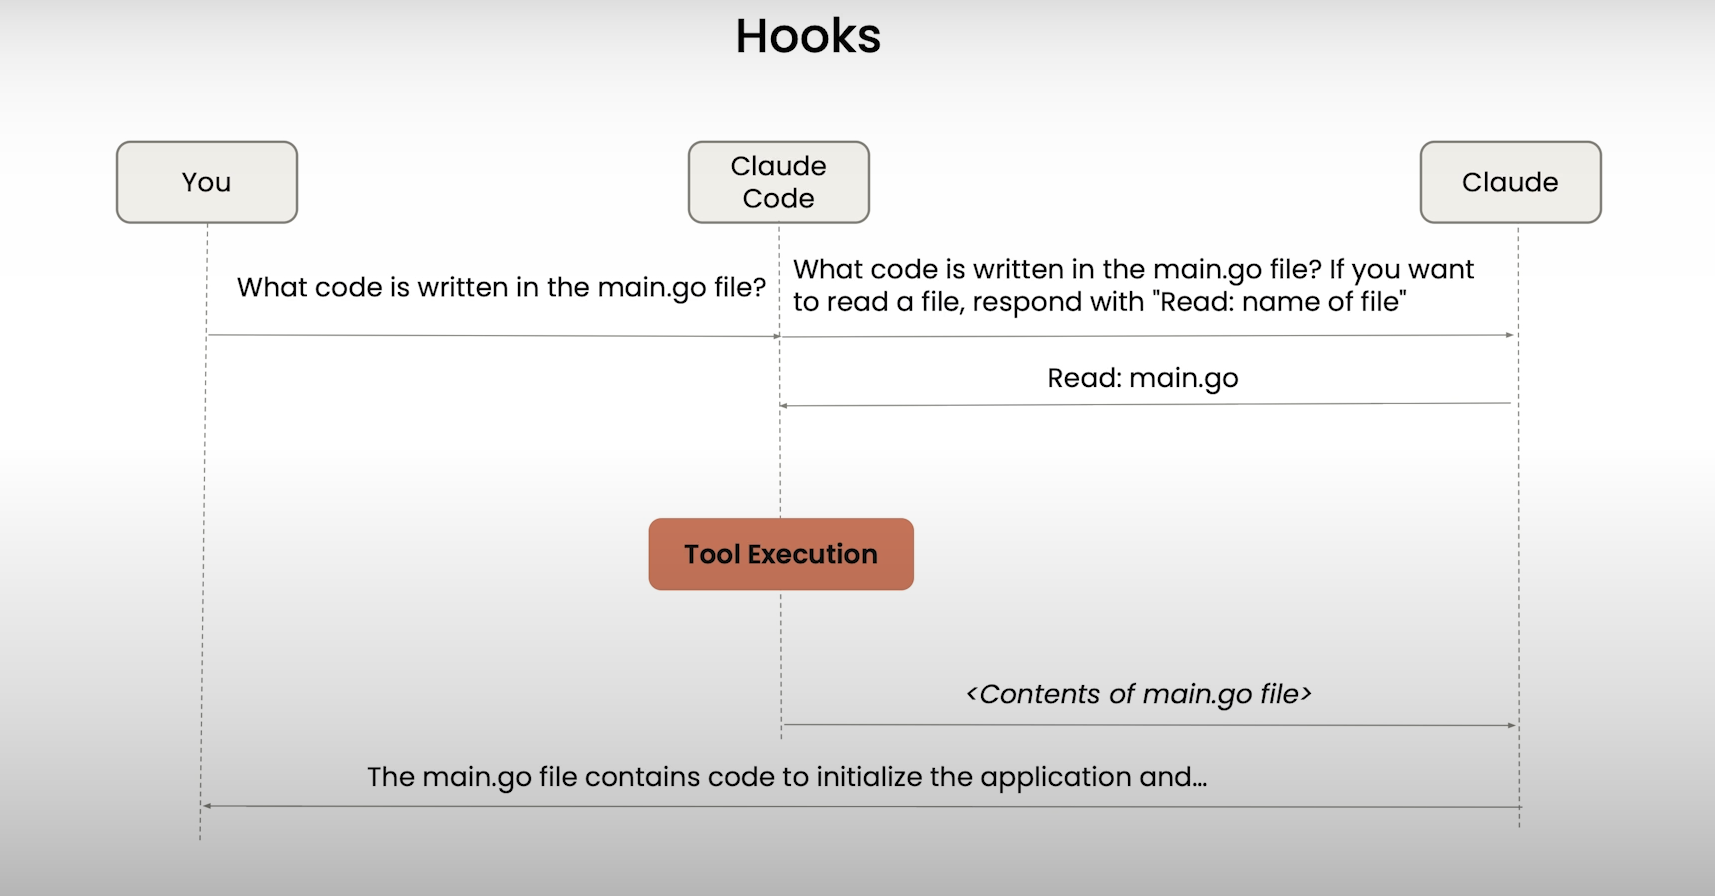 Hooks
You
Claude
Code
Claude
What code is written in the main.go file?
What code is written in the main.go file? If you want
to read a file, respond with "Read: name of file"
Read: main.go
Tool Execution
<Contents of main.go file>
The main.go file contains code to initialize the application and...